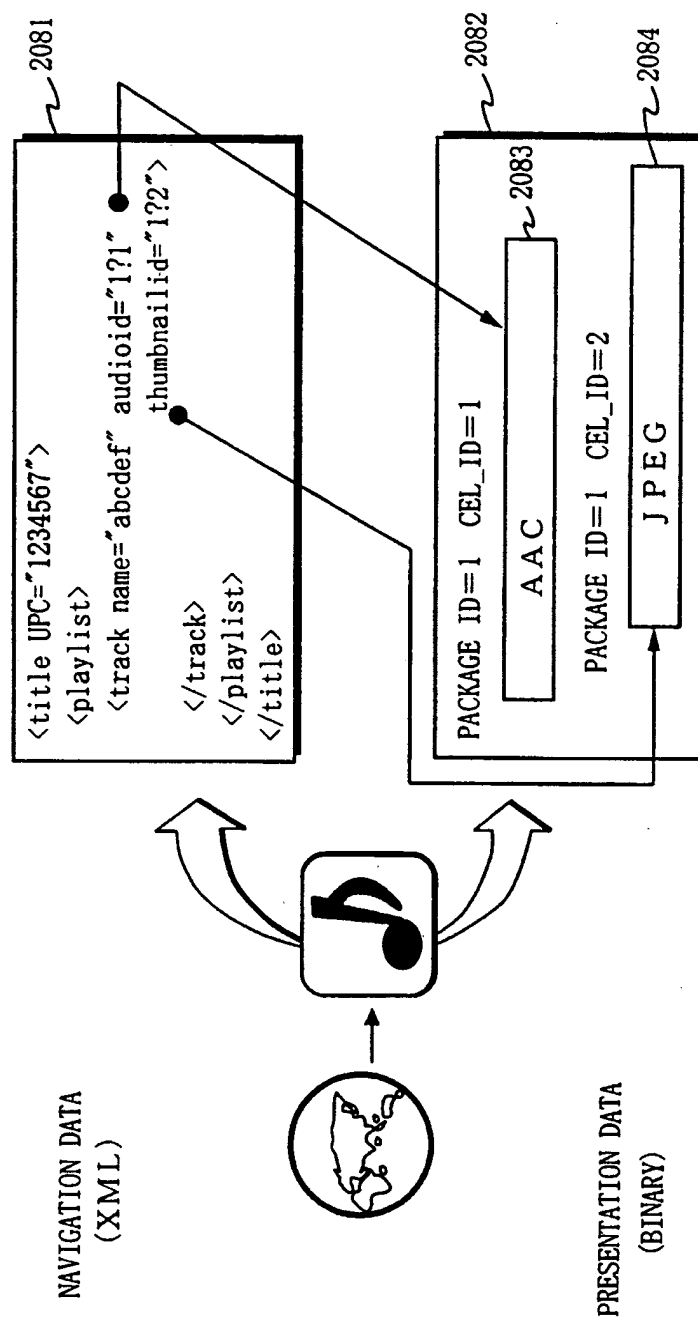 NAVIGATION DATA
(XML)
<title UPC="1234567">
<playlist>
<track name="abcdef" audioid="1?1"
thumbnailid="1?2">
</track>
</playlist>
</title>
2081
PRESENTATION DATA
(BINARY)
2082
PACKAGE ID=1 CEL_ID=1
2083
AAC
PACKAGE ID=1 CEL_ID=2
2084
JPEG